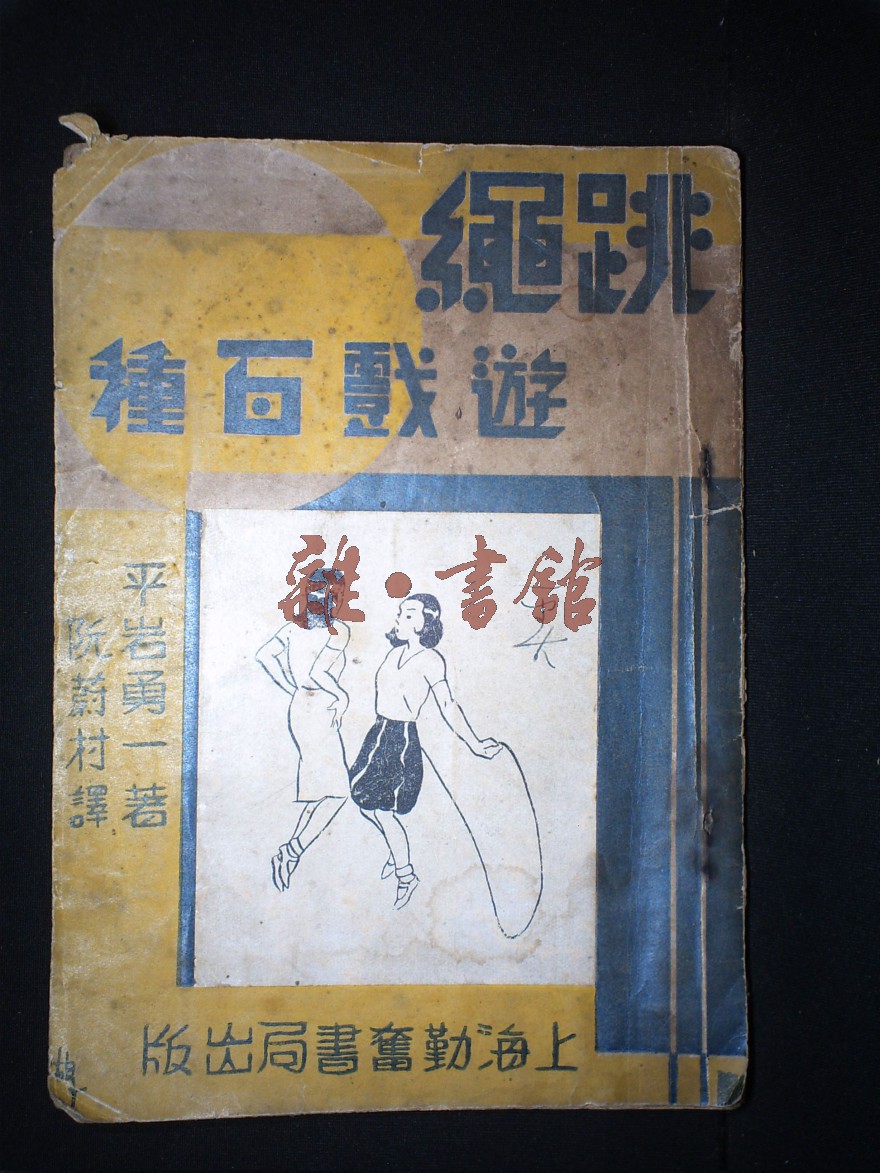 跳繩
遊戲百種
平岩勇一著
阮蔚村譯
雜·書館
上海勤奮書局出版